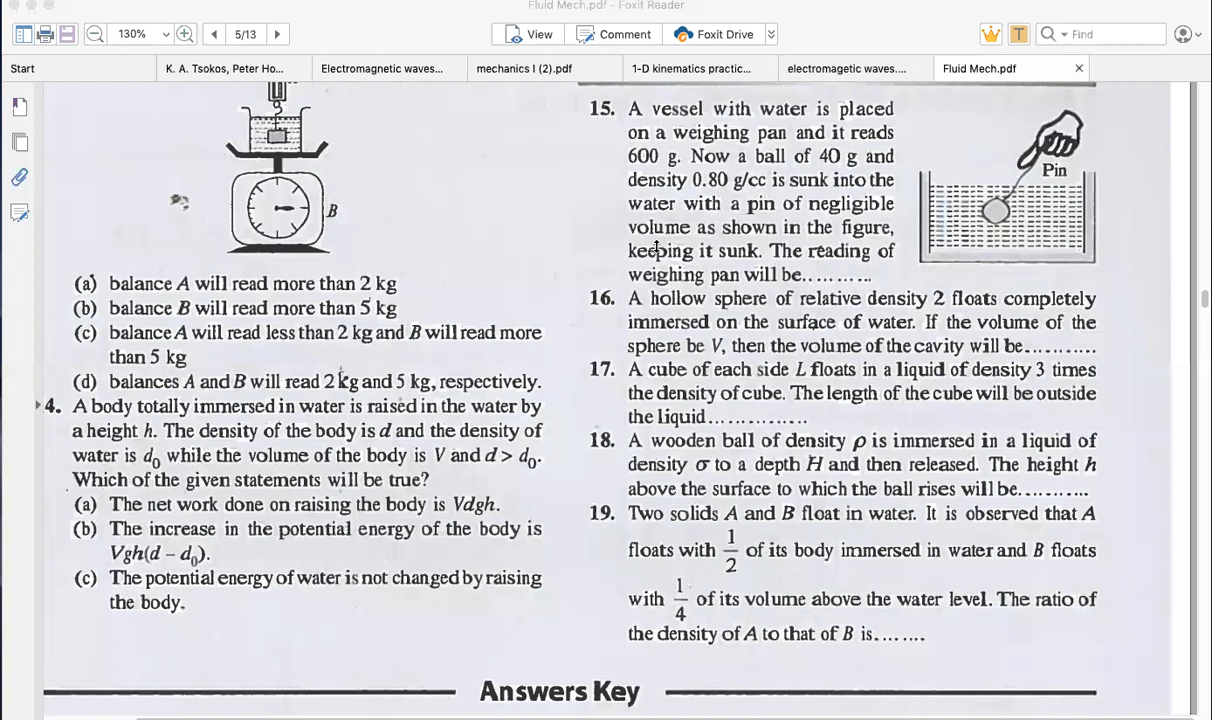 Fluid Mech.pdf - Foxit Reader
130%
5/13
View
Comment
Foxit Drive
T
Find
Start
K. A. Tsokos, Peter Ho...
Electromagnetic waves...
mechanics I (2).pdf
1-D kinematics practic...
electromagetic waves....
Fluid Mech.pdf
B
(a) balance A will read more than 2 kg
(b) balance B will read more than 5 kg
(c) balance A will read less than 2 kg and B will read more
than 5 kg
(d) balances A and B will read 2 kg and 5 kg, respectively.
4. A body totally immersed in water is raised in the water by
a height h. The density of the body is d and the density of
water is d₀ while the volume of the body is V and d > d₀.
Which of the given statements will be true?
(a) The net work done on raising the body is Vdgh.
(b) The increase in the potential energy of the body is
Vgh(d – d₀).
(c) The potential energy of water is not changed by raising
the body.
15. A vessel with water is placed
on a weighing pan and it reads
600 g. Now a ball of 40 g and
density 0.80 g/cc is sunk into the
water with a pin of negligible
volume as shown in the figure,
keeping it sunk. The reading of
weighing pan will be..........
Pin
16. A hollow sphere of relative density 2 floats completely
immersed on the surface of water. If the volume of the
sphere be V, then the volume of the cavity will be...........
17. A cube of each side L floats in a liquid of density 3 times
the density of cube. The length of the cube will be outside
the liquid..............
18. A wooden ball of density ρ is immersed in a liquid of
density σ to a depth H and then released. The height h
above the surface to which the ball rises will be...........
19. Two solids A and B float in water. It is observed that A
floats with 1/2 of its body immersed in water and B floats
with 1/4 of its volume above the water level. The ratio of
the density of A to that of B is........
Answers Key